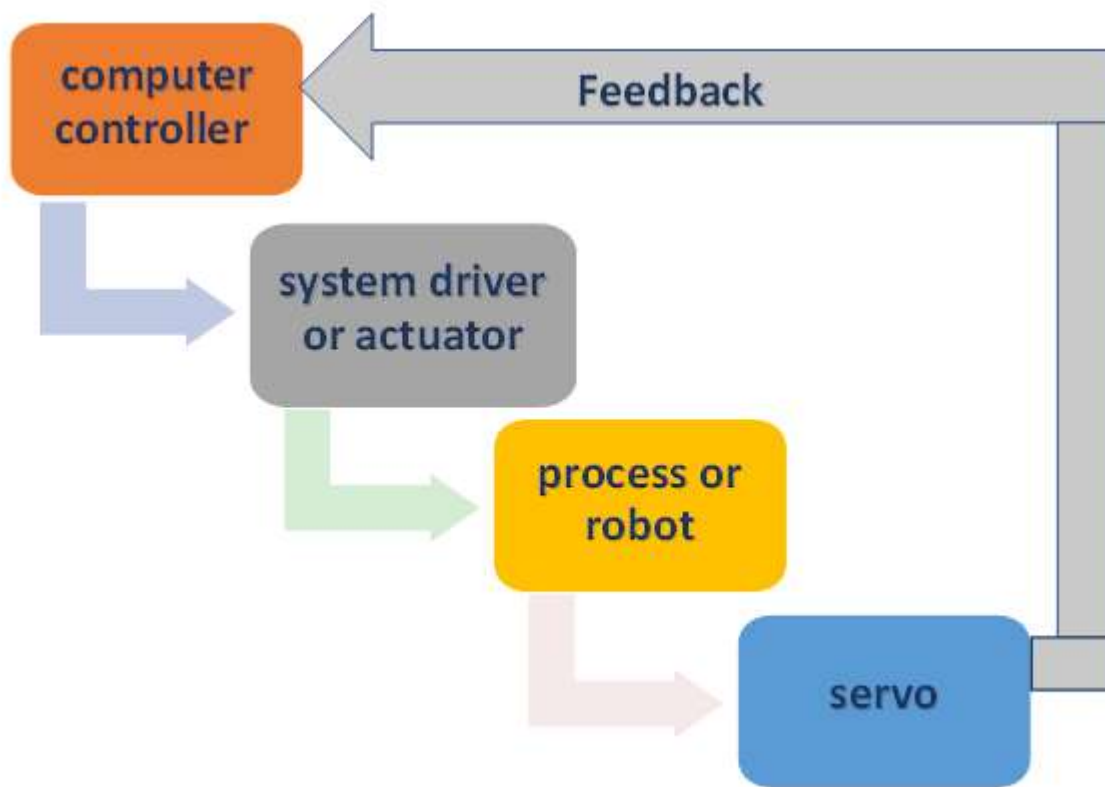 computer
controller
Feedback
system driver
or actuator
process or
robot
servo